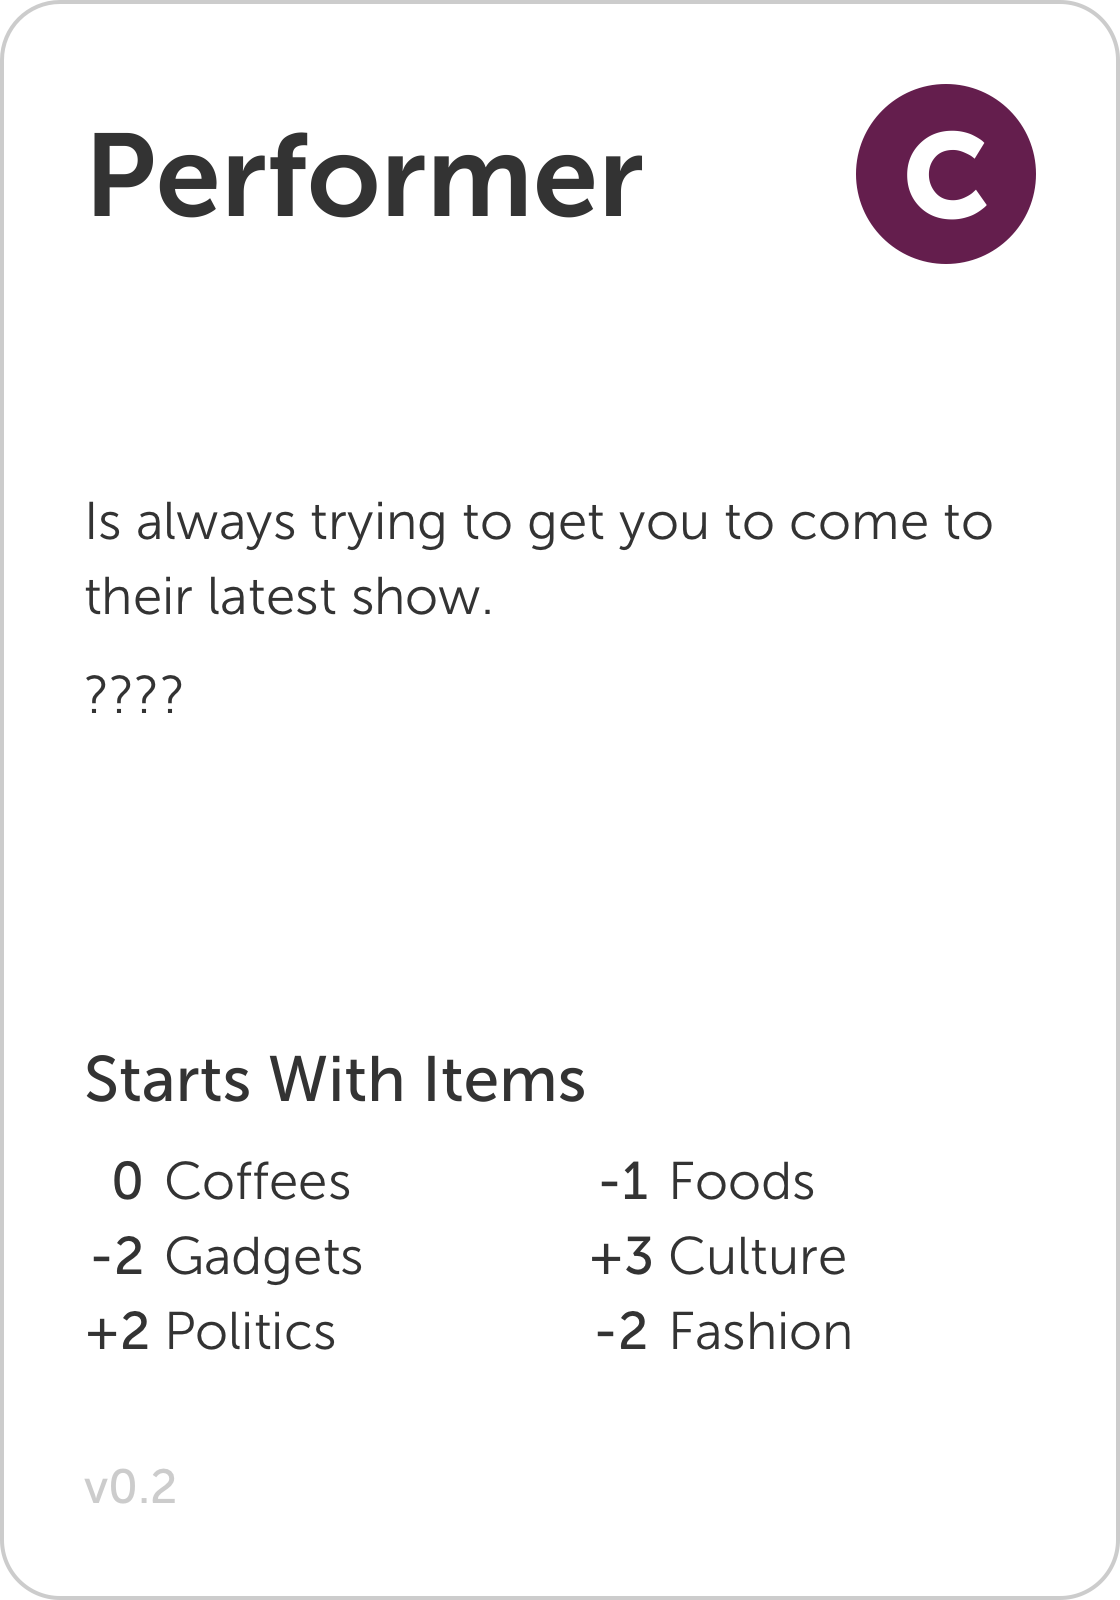 Performer
C
Is always trying to get you to come to
their latest show.
????
Starts With Items
0 Coffees
-1 Foods
-2 Gadgets
+3 Culture
+2 Politics
-2 Fashion
v0.2